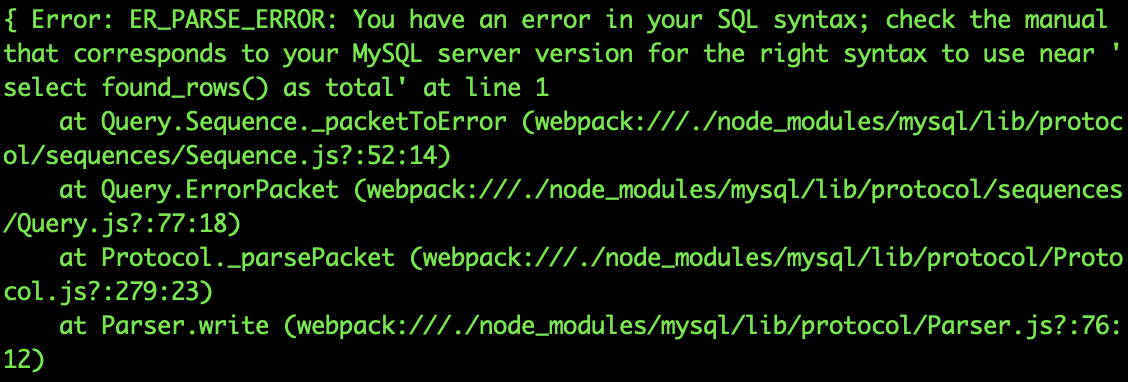 { Error: ER_PARSE_ERROR: You have an error in your SQL syntax; check the manual
that corresponds to your MySQL server version for the right syntax to use near '
select found_rows() as total' at line 1
    at Query.Sequence._packetToError (webpack:///./node_modules/mysql/lib/protoc
ol/sequences/Sequence.js?:52:14)
    at Query.ErrorPacket (webpack:///./node_modules/mysql/lib/protocol/sequences
/Query.js?:77:18)
    at Protocol._parsePacket (webpack:///./node_modules/mysql/lib/protocol/Proto
col.js?:279:23)
    at Parser.write (webpack:///./node_modules/mysql/lib/protocol/Parser.js?:76:
12)